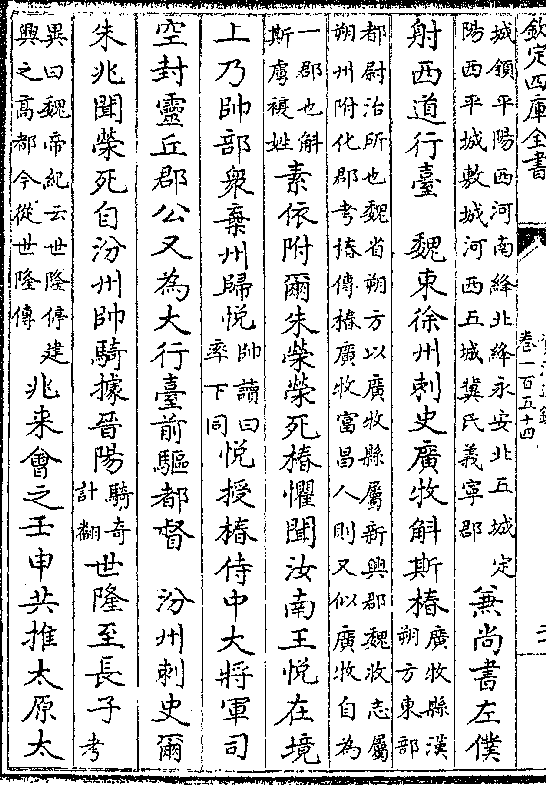 欽定四庫全書
卷一百五十四
城領平陽西河南絳北絳永安北五城定
陽西平城敷城河西五城冀氏義寧郡
兼尚書左僕
射西道行臺　魏東徐州刺史廣牧斛斯椿
廣牧縣漢
朔方東部
都尉治所也魏省朔方以廣牧縣屬新興郡魏收志屬
朔州附化郡考椿傳椿廣牧富昌人則又似廣牧自為
一郡也斛
斯虜複姓
素依附爾朱榮榮死椿懼聞汝南王悅在境
上乃帥部衆棄州歸悅
帥讀曰
率下同
悅授椿侍中大將軍司
空封靈丘郡公又為大行臺前驅都督　汾州刺史爾
朱兆聞榮死自汾州帥騎據晉陽
騎奇
計翻
世隆至長子
考
異曰魏帝紀云世隆停建
興之高都今從世隆傳
兆來會之壬申共推太原太